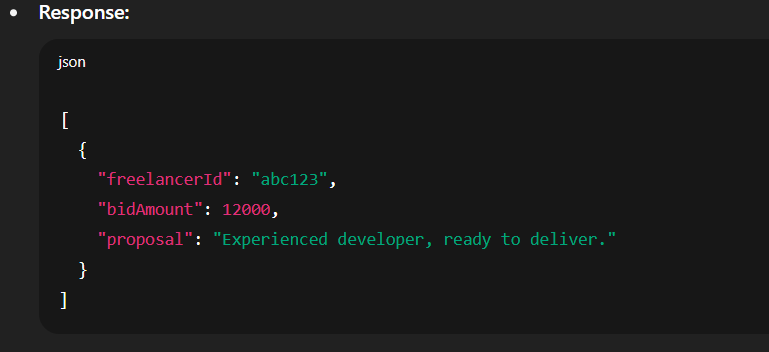 • Response:
json
[
  {
    "freelancerId": "abc123",
    "bidAmount": 12000,
    "proposal": "Experienced developer, ready to deliver."
  }
]